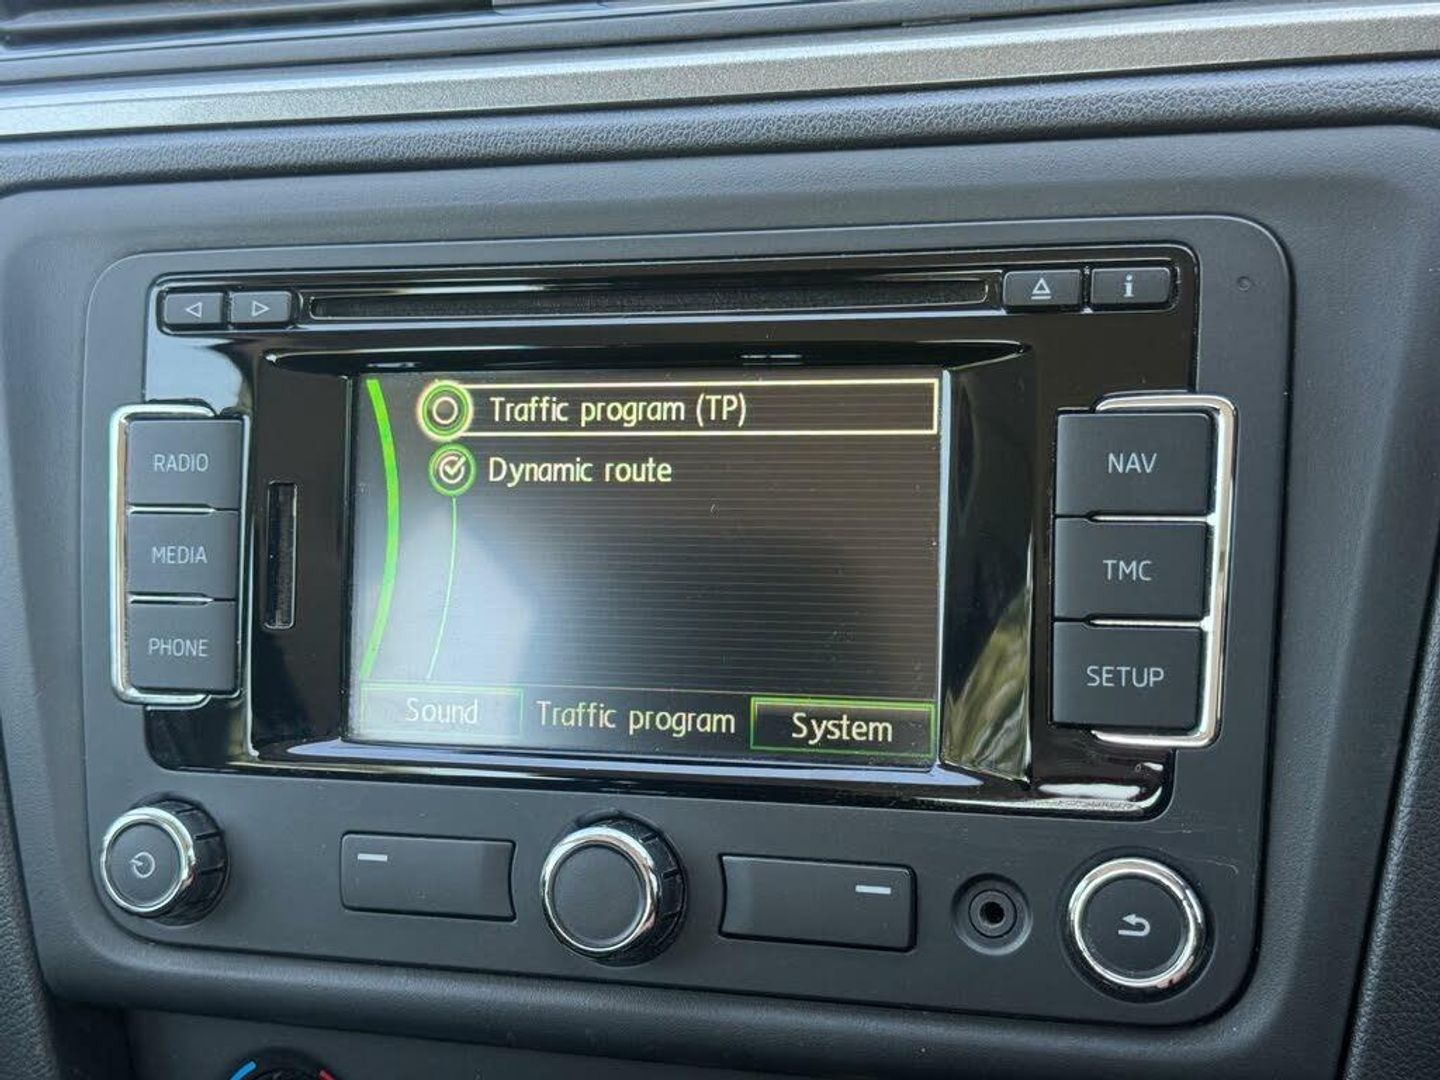 i
Traffic program (TP)
Dynamic route
RADIO
MEDIA
PHONE
NAV
TMC
SETUP
Sound Traffic program System